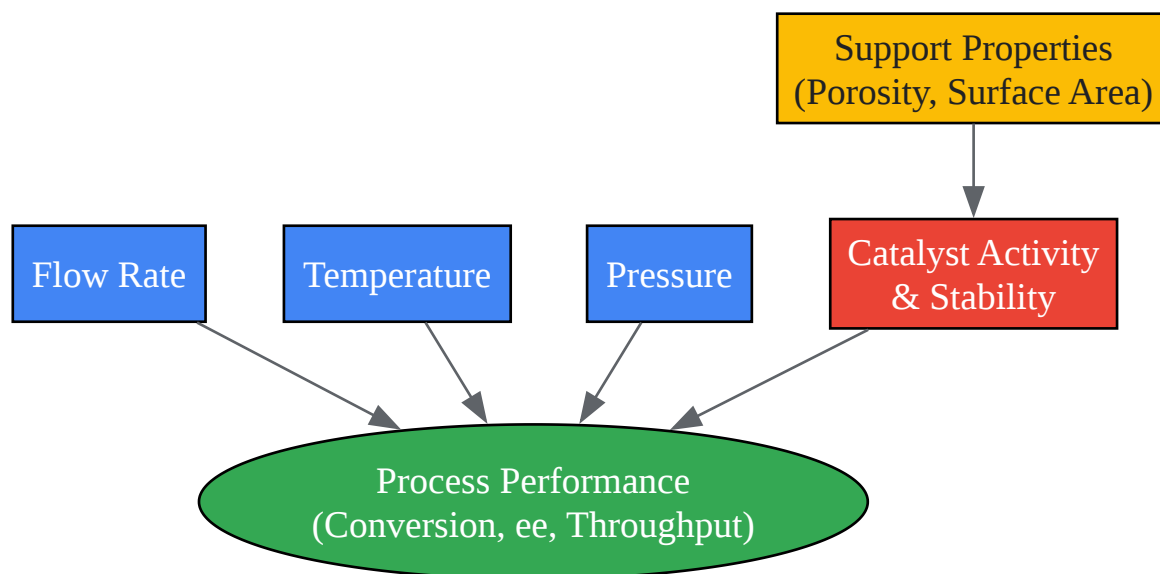 Support Properties
(Porosity, Surface Area)
Flow Rate
Temperature
Pressure
Catalyst Activity
& Stability
Process Performance
(Conversion, ee, Throughput)